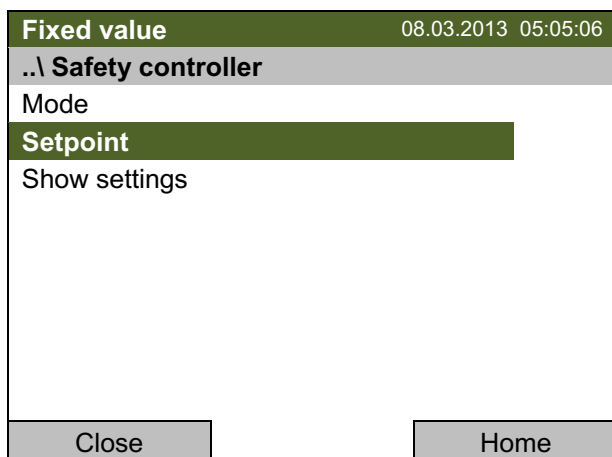 Fixed value 08.03.2013 05:05:06
..\ Safety controller
Mode
Setpoint
Show settings
Close Home